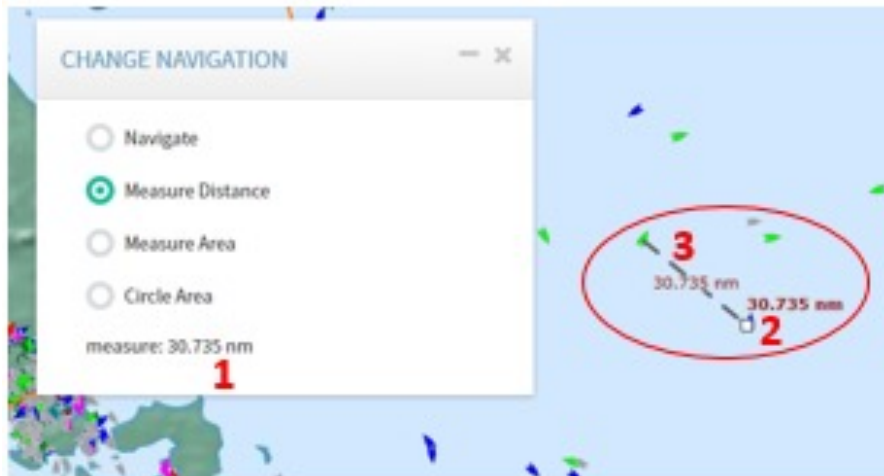 CHANGE NAVIGATION
Navigate
Measure Distance
Measure Area
Circle Area
measure: 30.735 nm
1
3
30.735 nm
30.735 nm
2